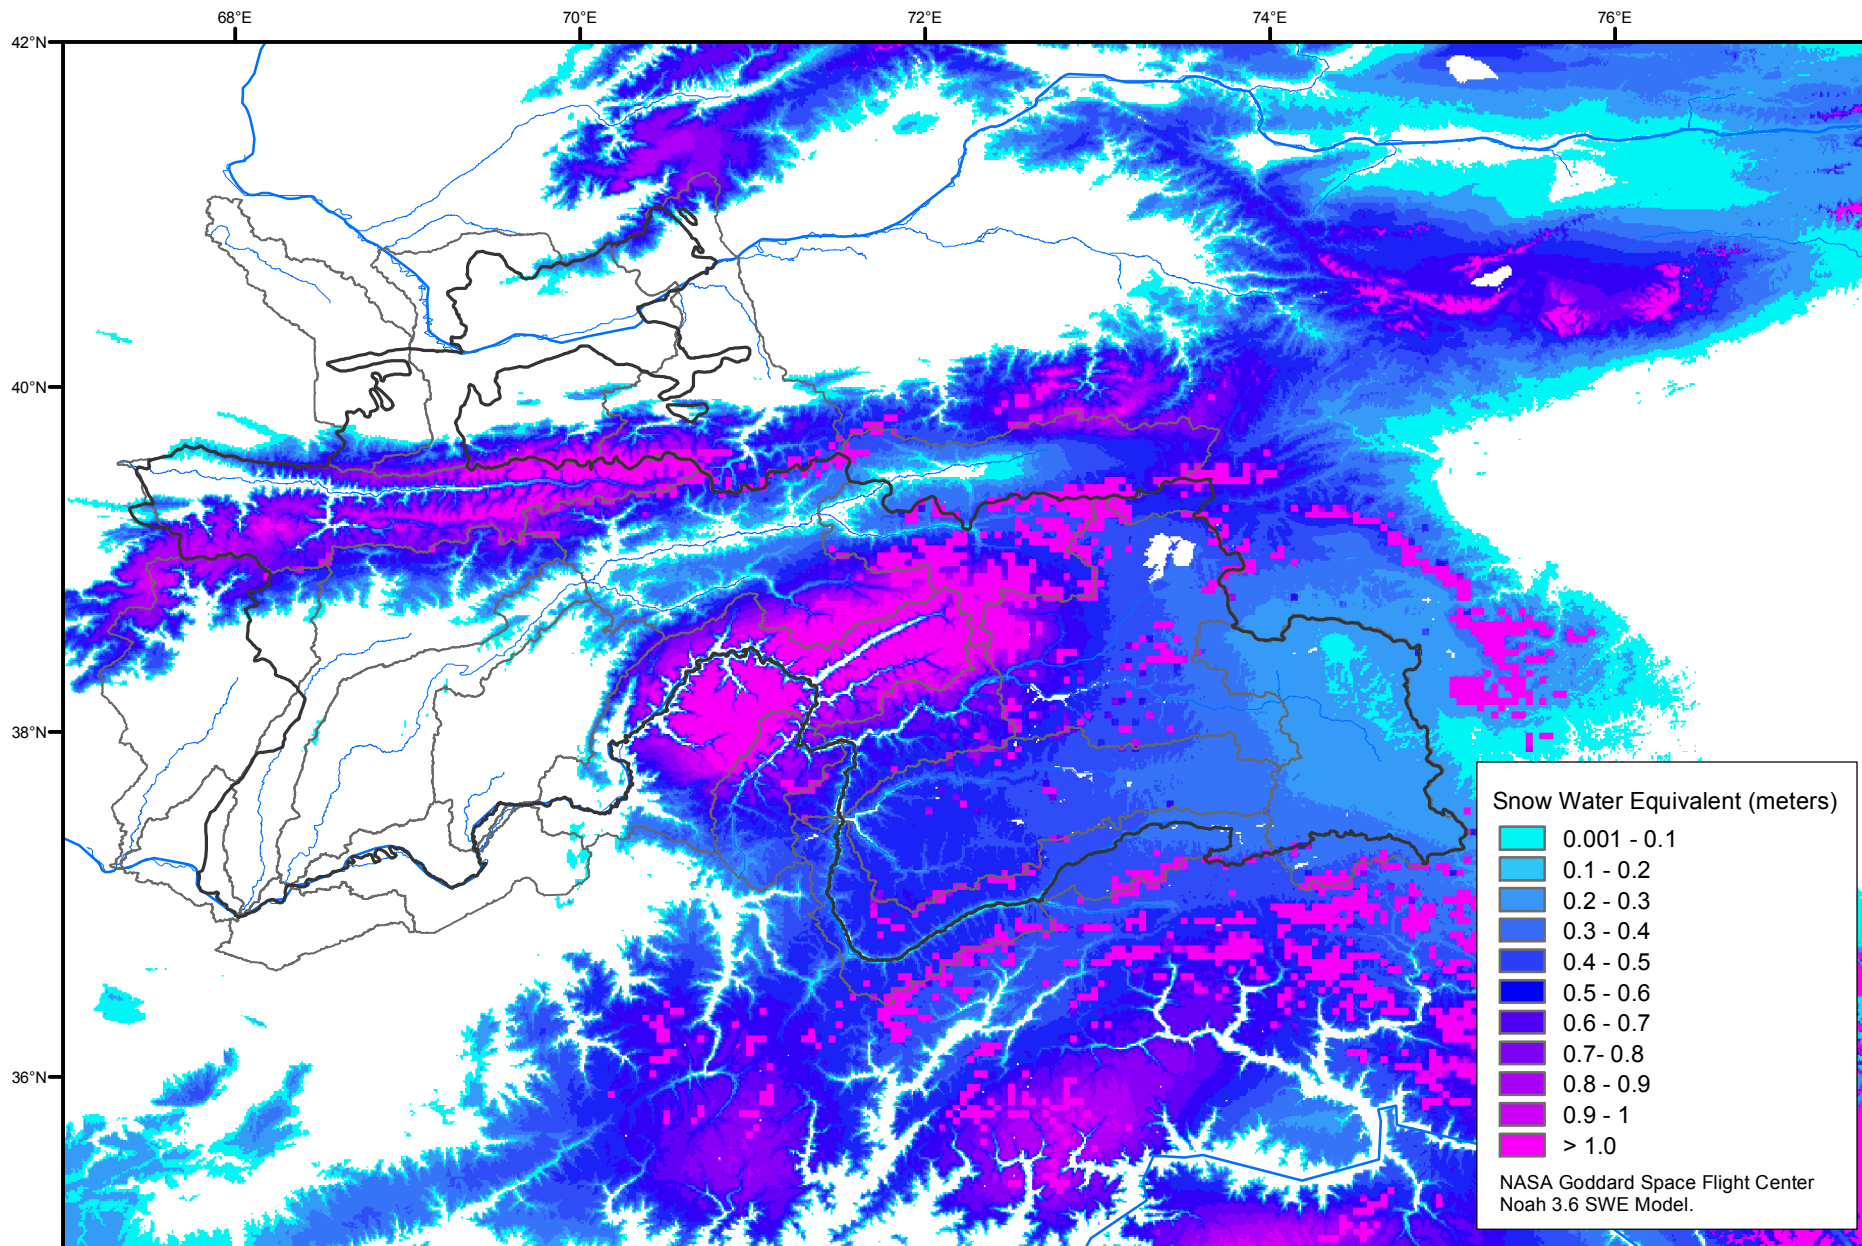 68°E
70°E
72°E
74°E
76°E
42°N
40°N
38°N
36°N
Snow Water Equivalent (meters)
0.001 - 0.1
0.1 - 0.2
0.2 - 0.3
0.3 - 0.4
0.4 - 0.5
0.5 - 0.6
0.6 - 0.7
0.7- 0.8
0.8 - 0.9
0.9 - 1
> 1.0
NASA Goddard Space Flight Center
Noah 3.6 SWE Model.